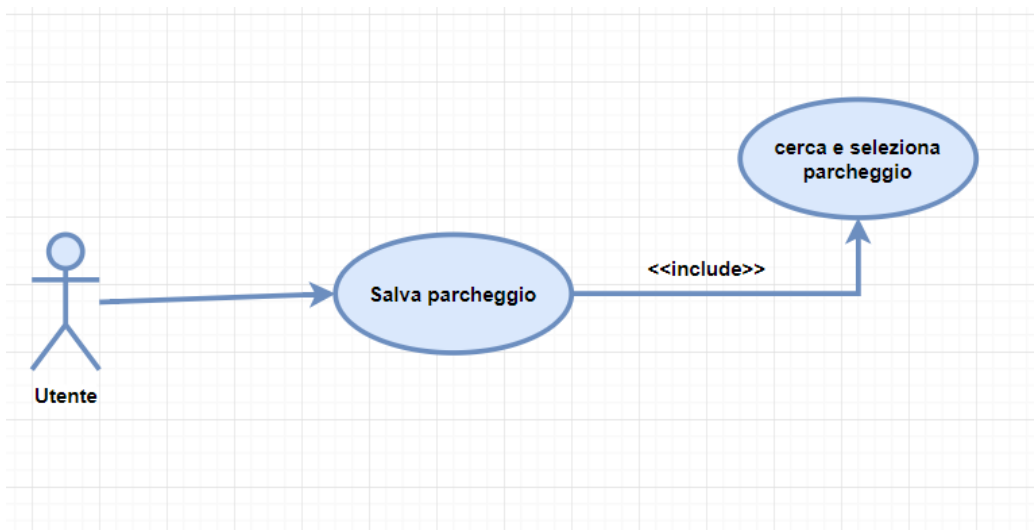 cerca e seleziona
parcheggio
<<include>>
Salva parcheggio
Utente